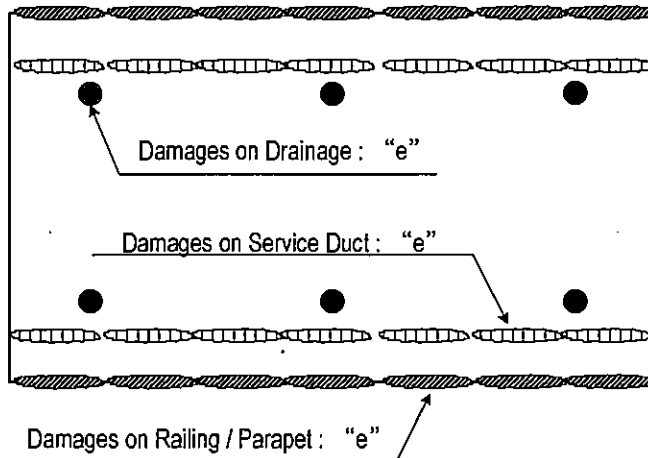 Damages on Drainage : “e”
Damages on Service Duct : “e”
Damages on Railing / Parapet : “e”